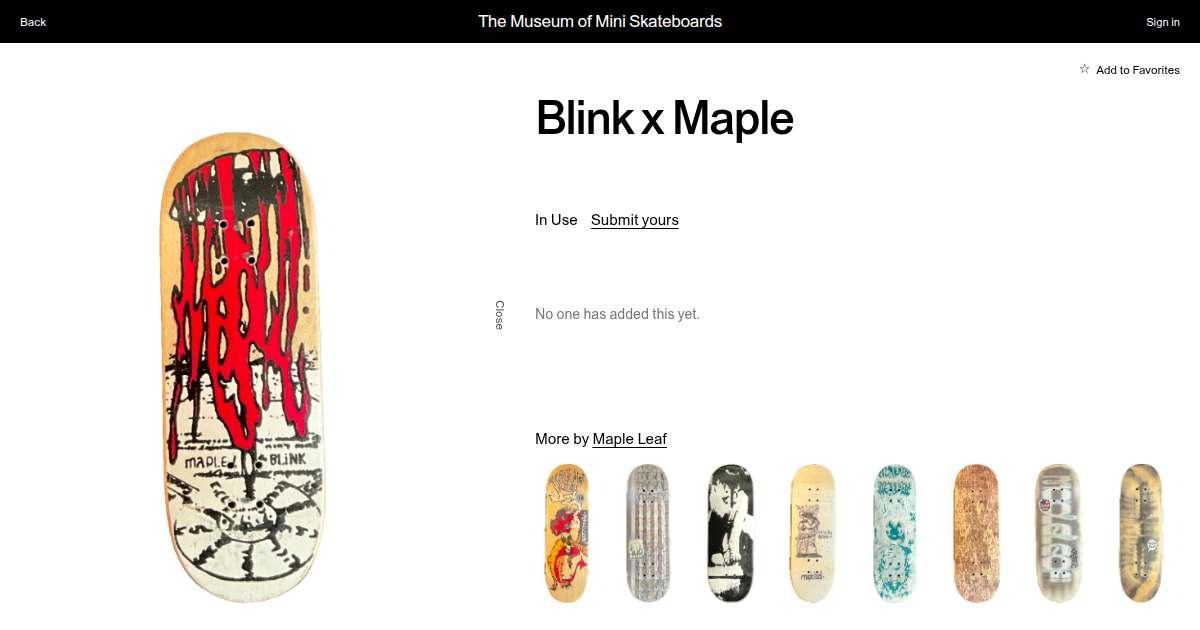 Back
The Museum of Mini Skateboards
Sign in
☆ Add to Favorites
Blink x Maple
In Use Submit yours
Close
No one has added this yet.
MAPLE BLiNK
More by Maple Leaf